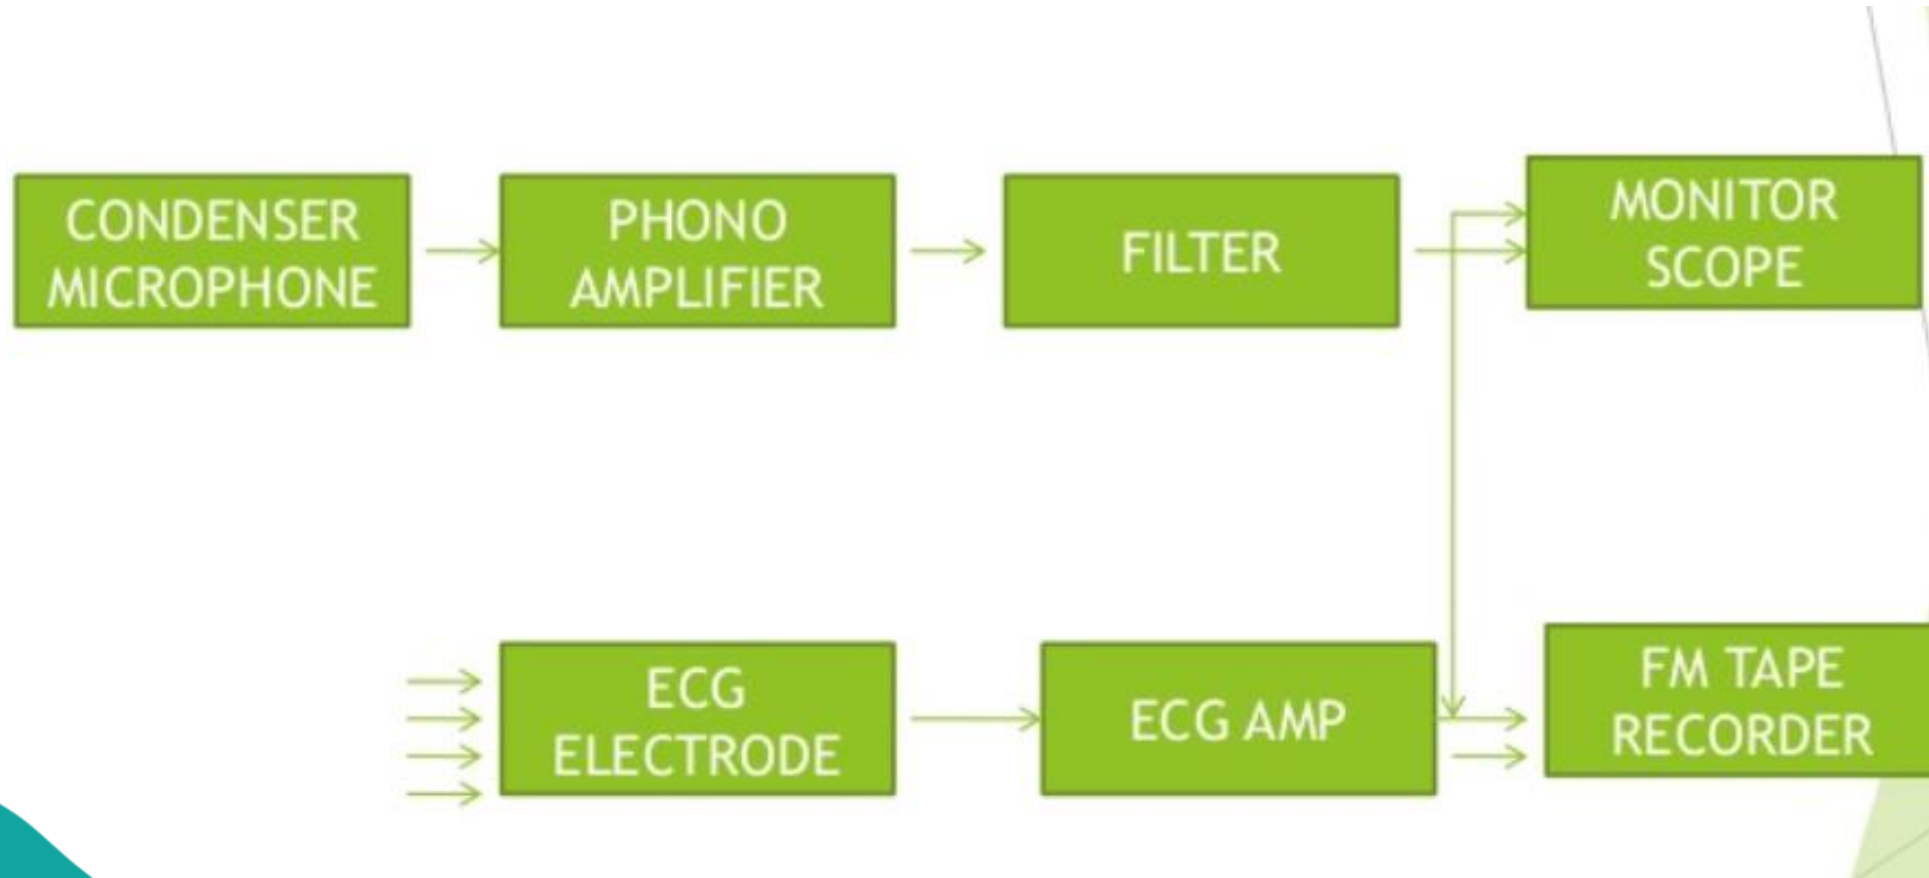 CONDENSER
MICROPHONE
PHONO
AMPLIFIER
FILTER
MONITOR
SCOPE
ECG
ELECTRODE
ECG AMP
FM TAPE
RECORDER